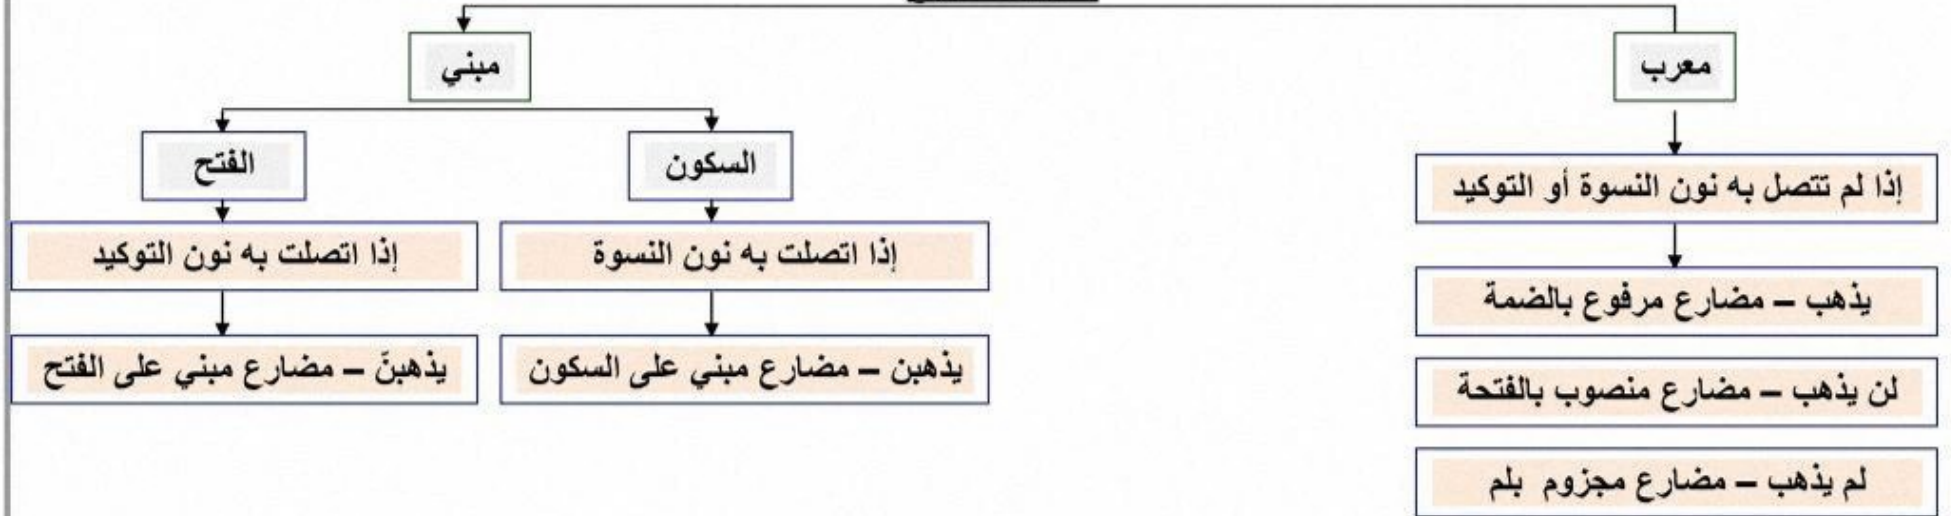 معرب
إذا لم تتصل به نون النسوة أو التوكيد
يذهب – مضارع مرفوع بالضمة
لن يذهب – مضارع منصوب بالفتحة
لم يذهب – مضارع مجزوم بلم
مبني
السكون
إذا اتصلت به نون النسوة
يذهبن – مضارع مبني على السكون
الفتح
إذا اتصلت به نون التوكيد
يذهبنَ – مضارع مبني على الفتح